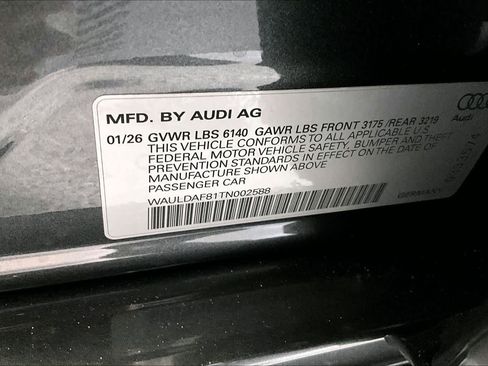 MFD. BY AUDI AG
Audi
01/26 GVWR LBS 6140 GAWR LBS FRONT 3175/REAR 3219
THIS VEHICLE CONFORMS TO ALL APPLICABLE U.S.
FEDERAL MOTOR VEHICLE SAFETY, BUMPER AND THEFT
PREVENTION STANDARDS IN EFFECT ON THE DATE OF
MANUFACTURE SHOWN ABOVE
PASSENGER CAR
WAULDAF81TN002588
GERMANY